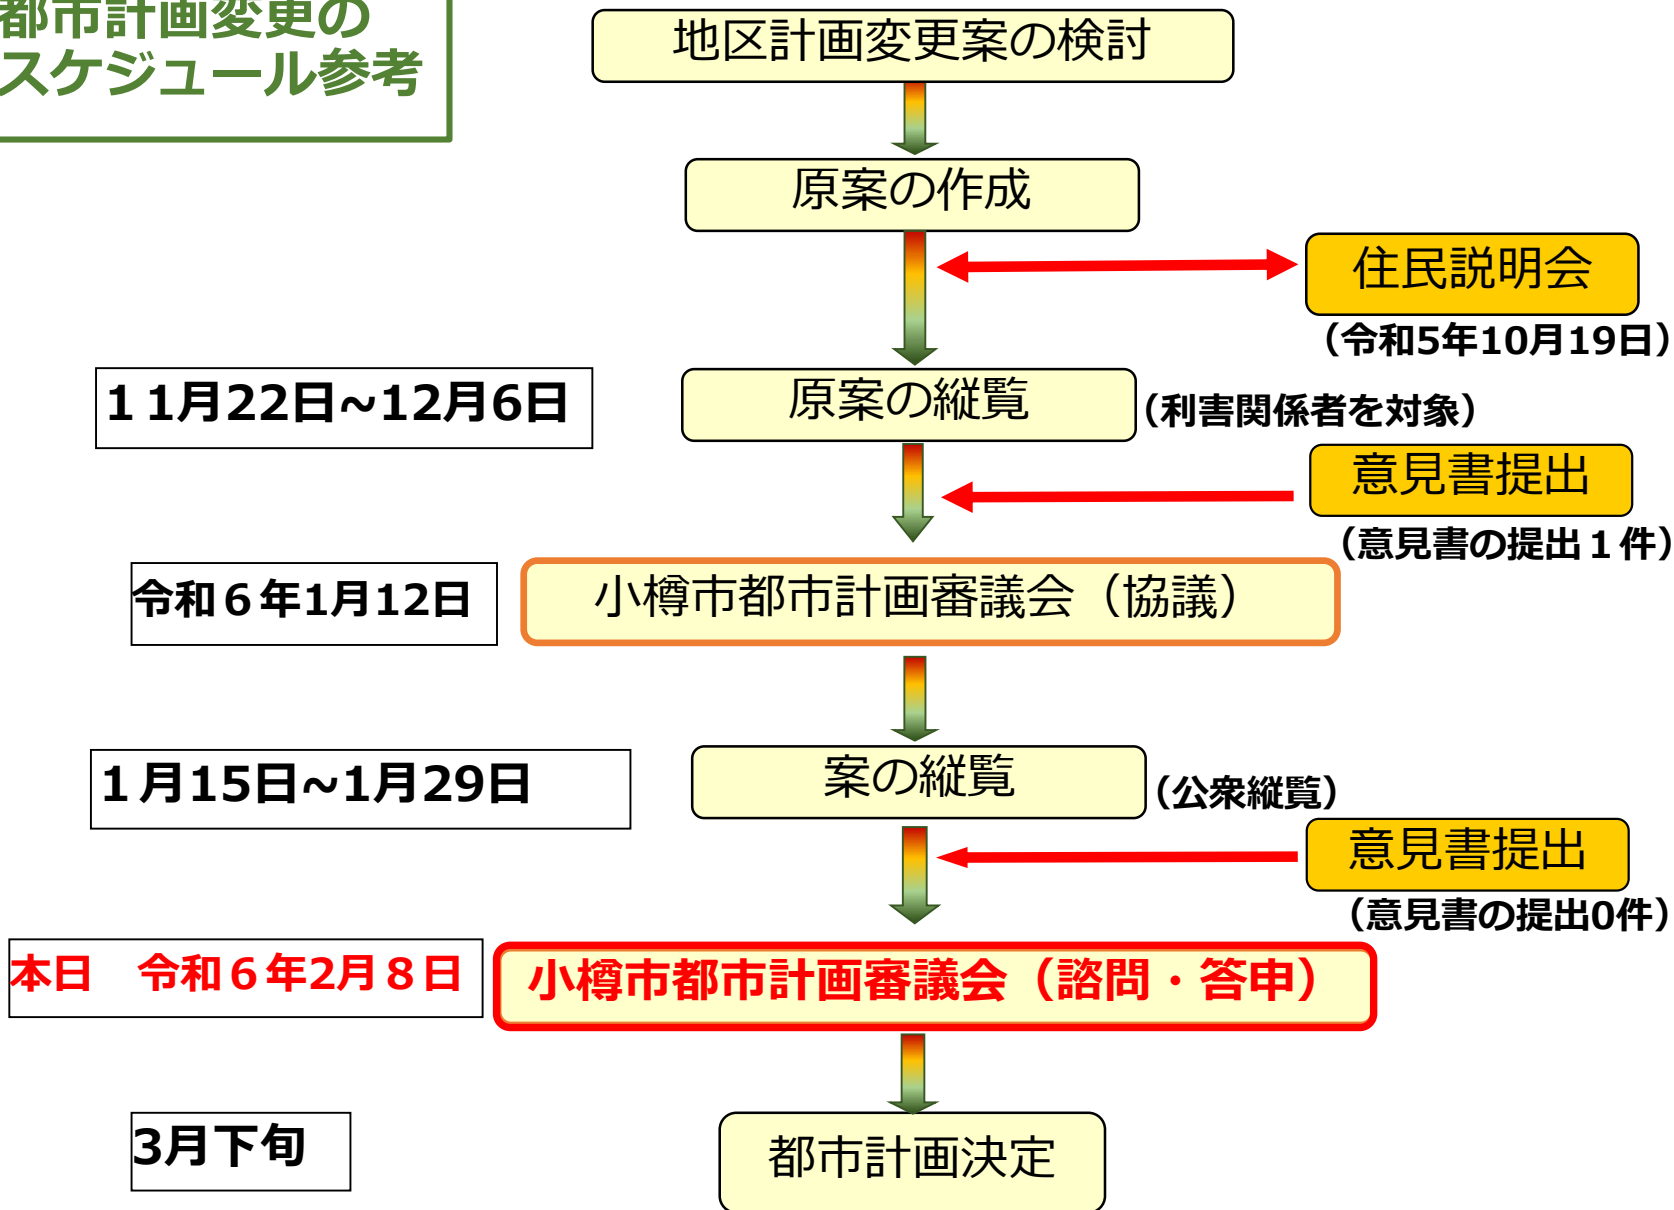 都市計画変更の
スケジュール参考
地区計画変更案の検討
原案の作成
住民説明会
（令和5年10月19日）
１1月22日~12月6日
原案の縦覧
（利害関係者を対象）
意見書提出
（意見書の提出１件）
令和６年1月12日
小樽市都市計画審議会（協議）
１月15日~1月29日
案の縦覧
（公衆縦覧）
意見書提出
（意見書の提出0件）
本日　令和６年2月８日
小樽市都市計画審議会（諮問・答申）
3月下旬
都市計画決定